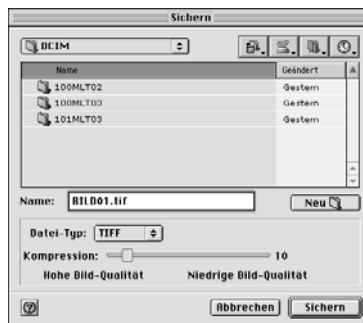 Sichern
DCIM
Name Geändert
100MLT02 Gestern
100MLT03 Gestern
101MLT03 Gestern
Name: BILD01.tif Neu
Datei-Typ: TIFF
Kompression: 10
Hohe Bild-Qualität Niedrige Bild-Qualität
? Abbrechen Sichern